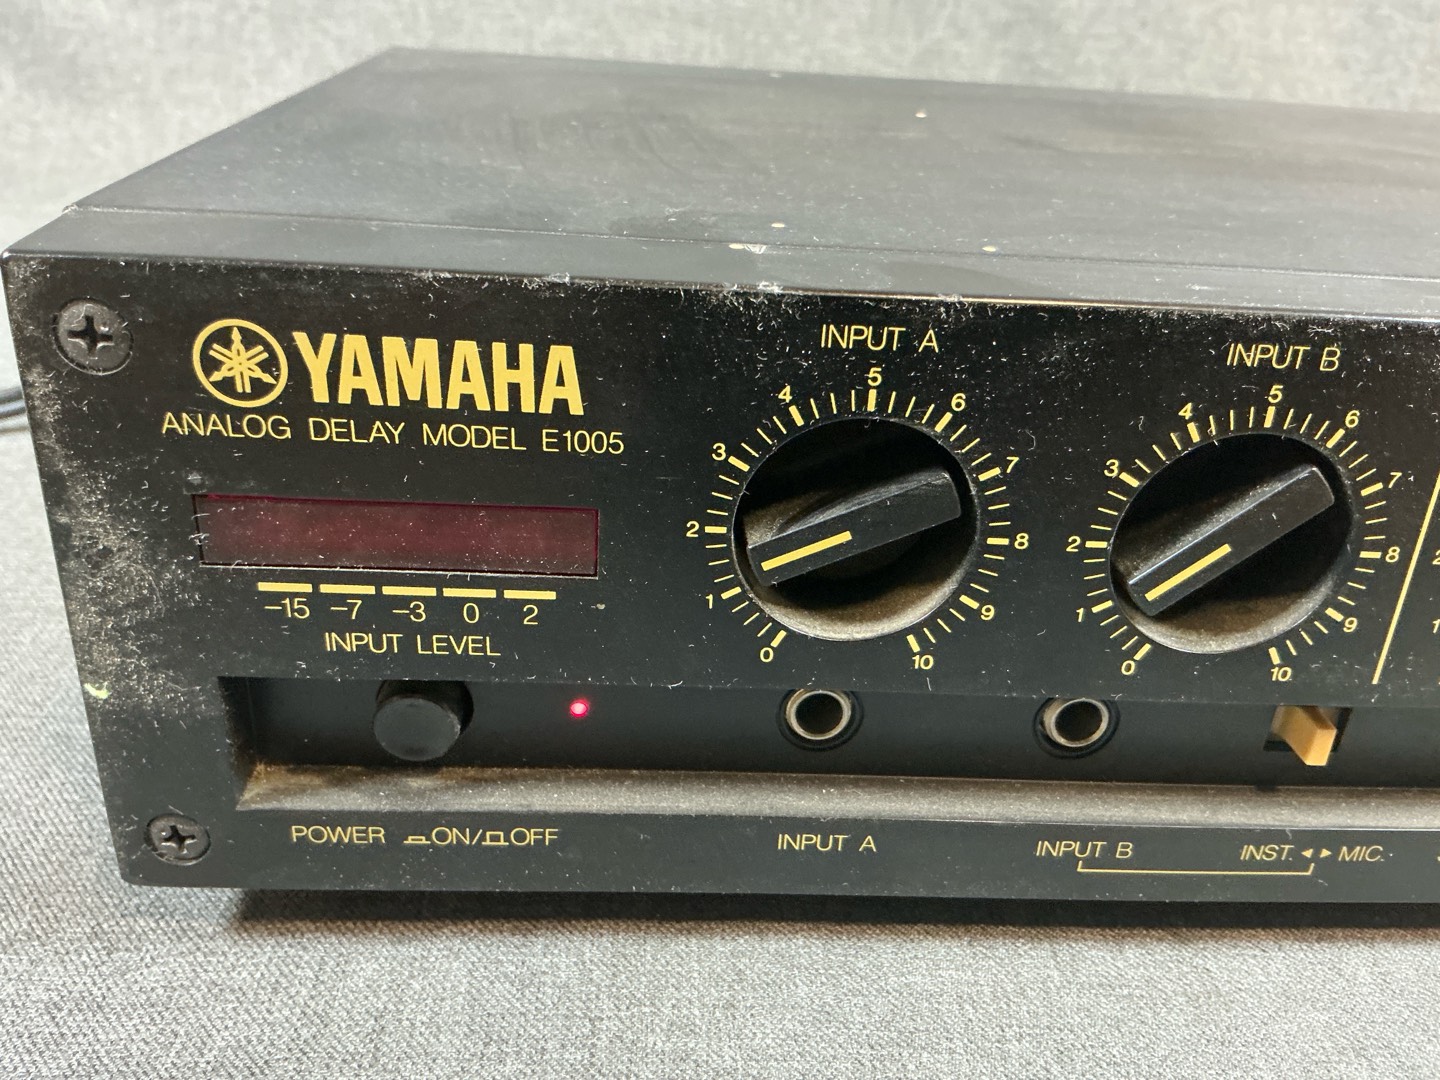 YAMAHA
ANALOG DELAY MODEL E1005
-15 -7 -3 0 2
INPUT LEVEL
INPUT A
0 1 2 3 4 5 6 7 8 9 10
INPUT B
0 1 2 3 4 5 6 7 8 9 10
POWER ON/OFF
INPUT A
INPUT B
INST. ◄ ► MIC.